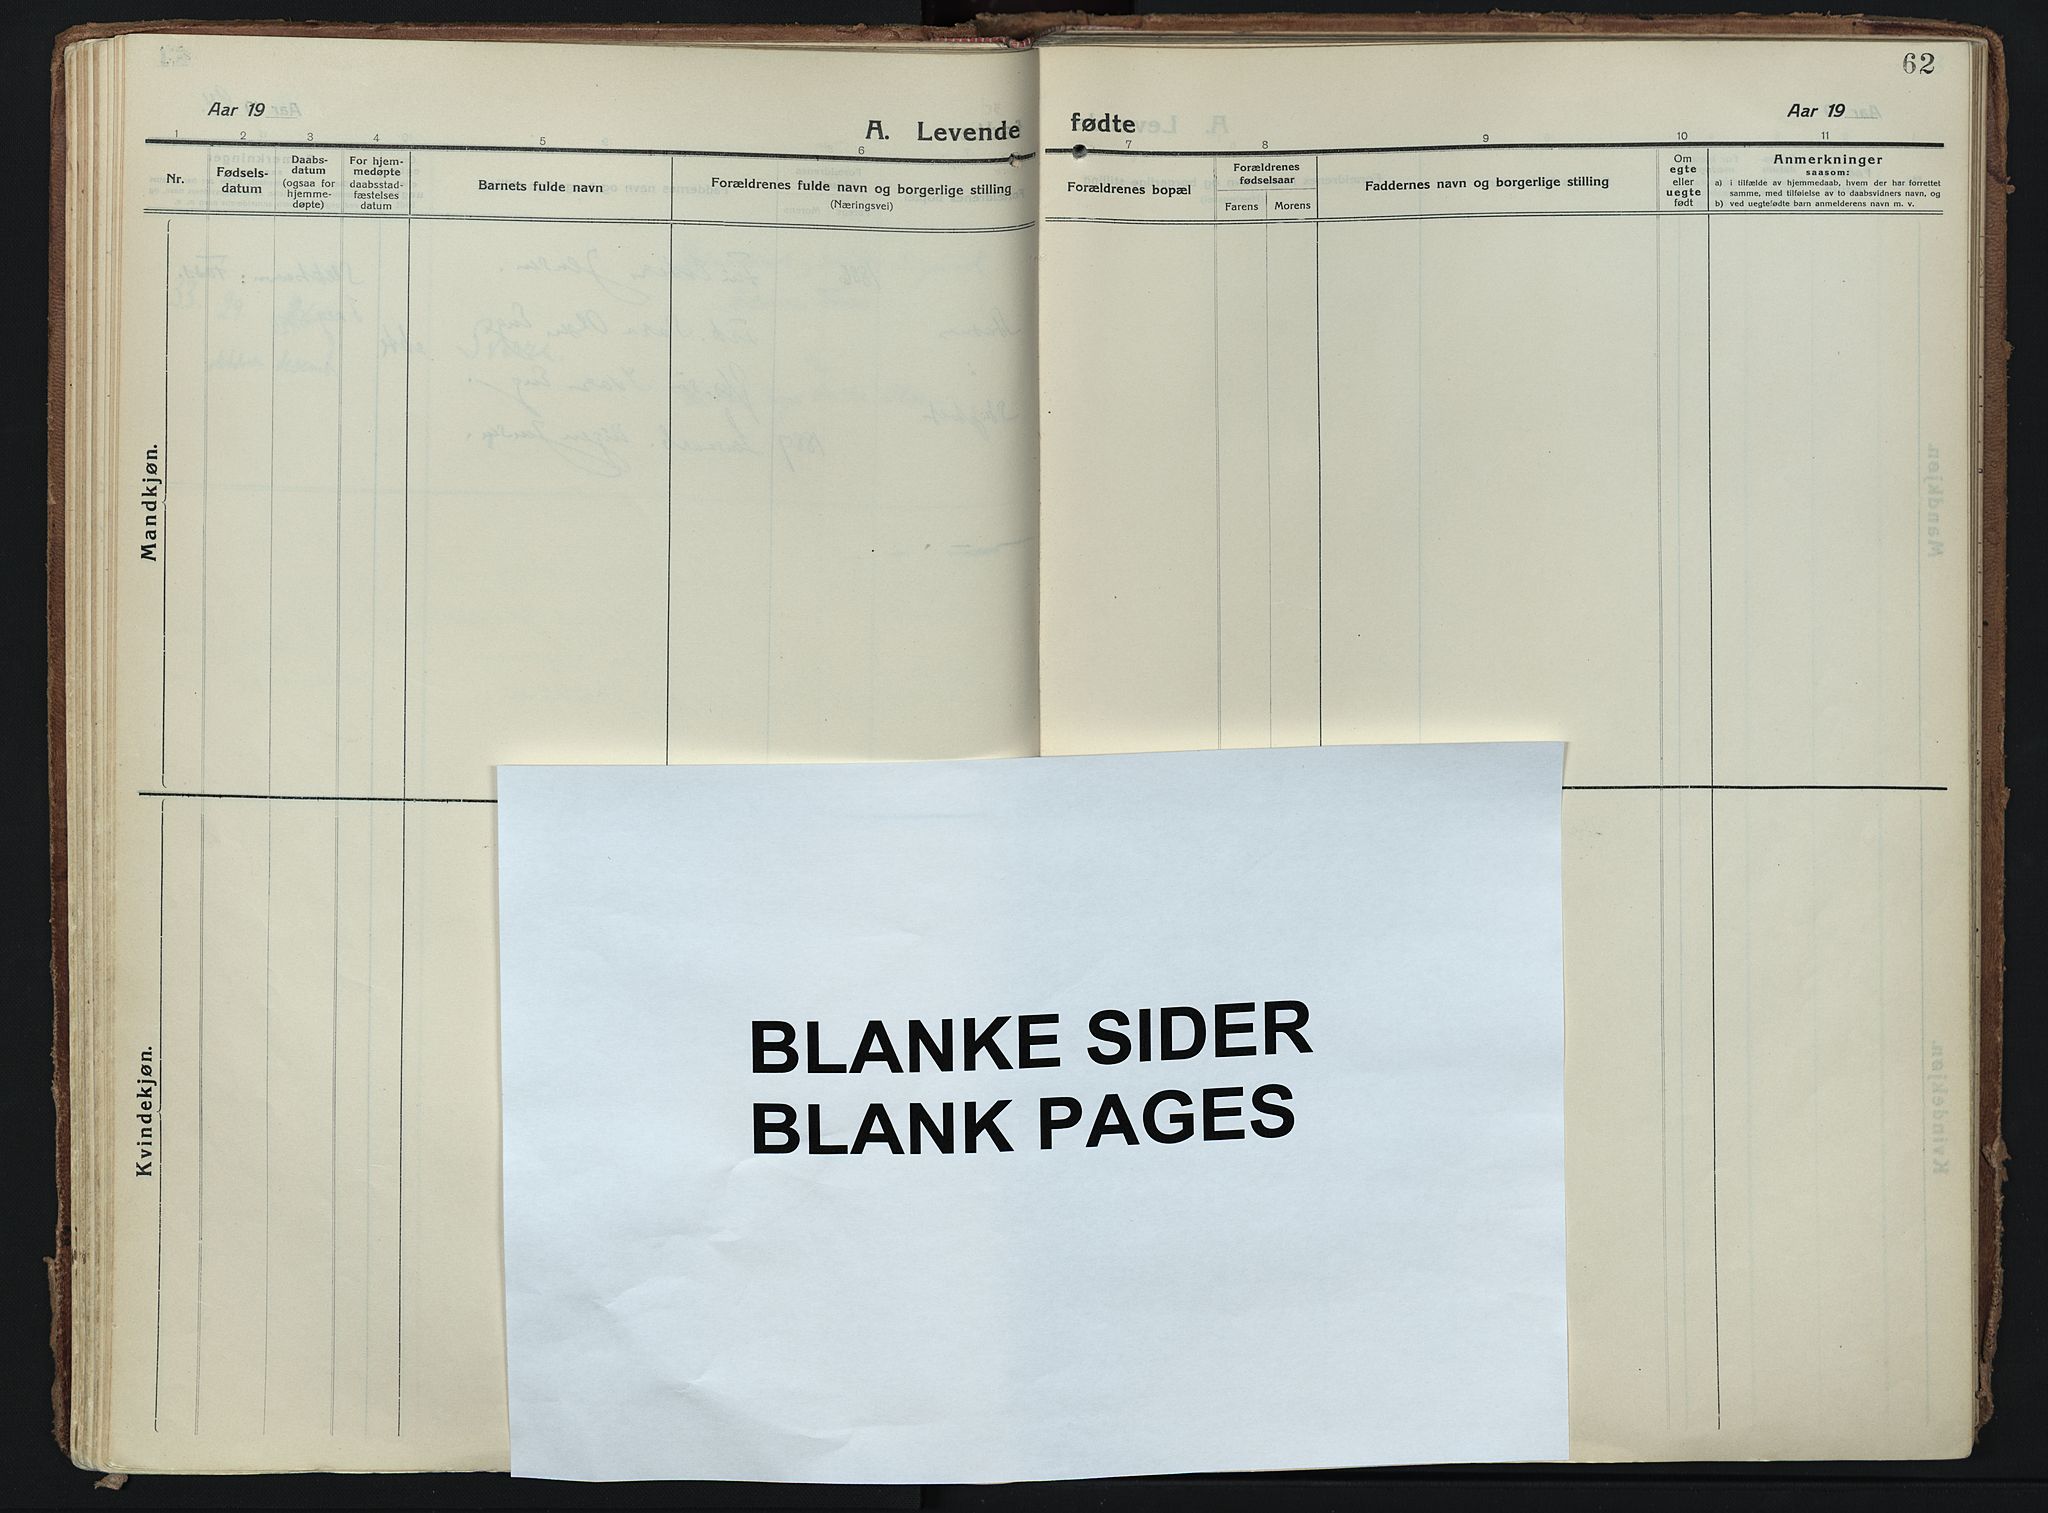 62
Aar 19
Aar 19
A. Levende fødte
1 2 3 4 5 6 7 8 9 10 11
Nr.
Fødsels-
datum
Daabs-
datum
(ogsaa for
hjemme-
døpte)
For hjem-
medøpte
daabsstad-
fæstelses
datum
Barnets fulde navn
Forældrenes fulde navn og borgerlige stilling
(Næringsvei)
Forældrenes bopæl
Forældrenes
fødselsaar
Farens
Morens
Faddernes navn og borgerlige stilling
Om
egte
eller
uegte
født
Anmerkninger
saasom:
a) i tilfælde av hjemmedaab, hvem der har forrettet
samme, med tilføielse av to daabsvidners navn, og
b) ved uegtefødte barn anmelderens navn m. v.
Mandkjøn.
Kvindekjøn.
BLANKE SIDER
BLANK PAGES